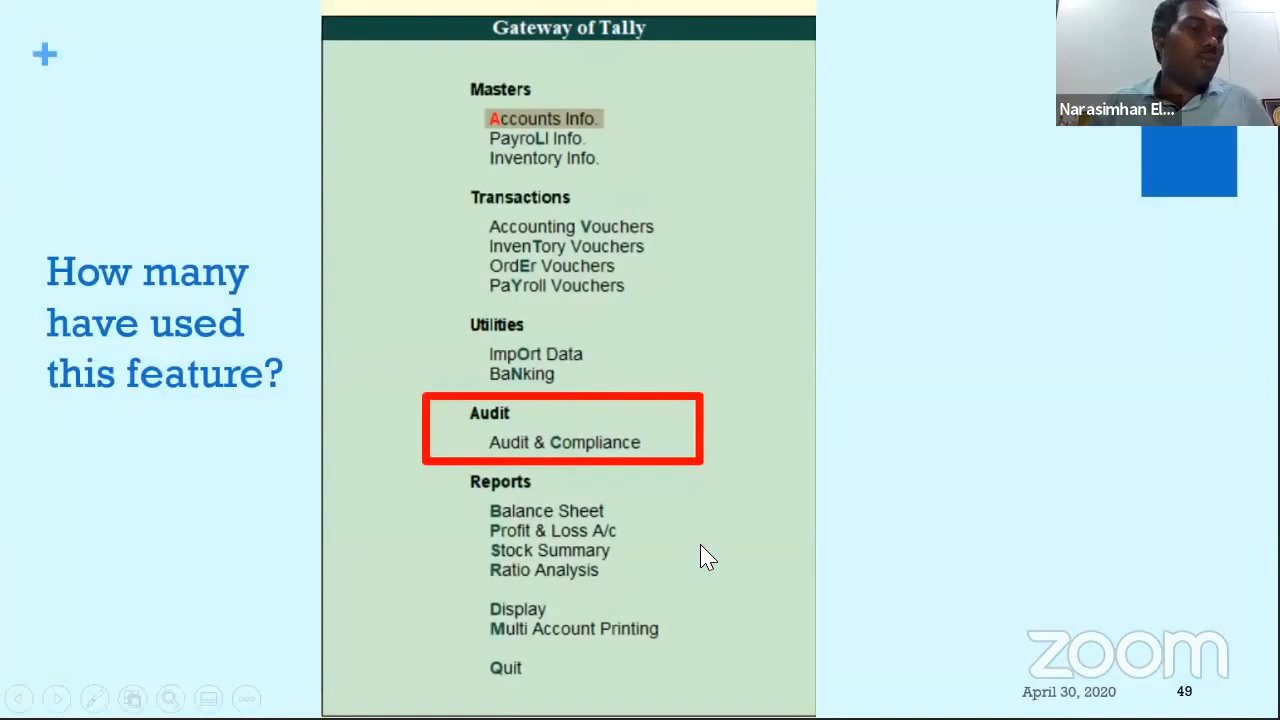 Gateway of Tally
Masters
Accounts Info.
PayroLl Info.
Inventory Info.
Transactions
Accounting Vouchers
InvenTory Vouchers
OrdEr Vouchers
PaYroll Vouchers
Utilities
ImpOrt Data
BaNking
Audit
Audit & Compliance
Reports
Balance Sheet
Profit & Loss A/c
Stock Summary
Ratio Analysis
Display
Multi Account Printing
Quit
How many
have used
this feature?
Narasimhan El...
zoom
April 30, 2020
49